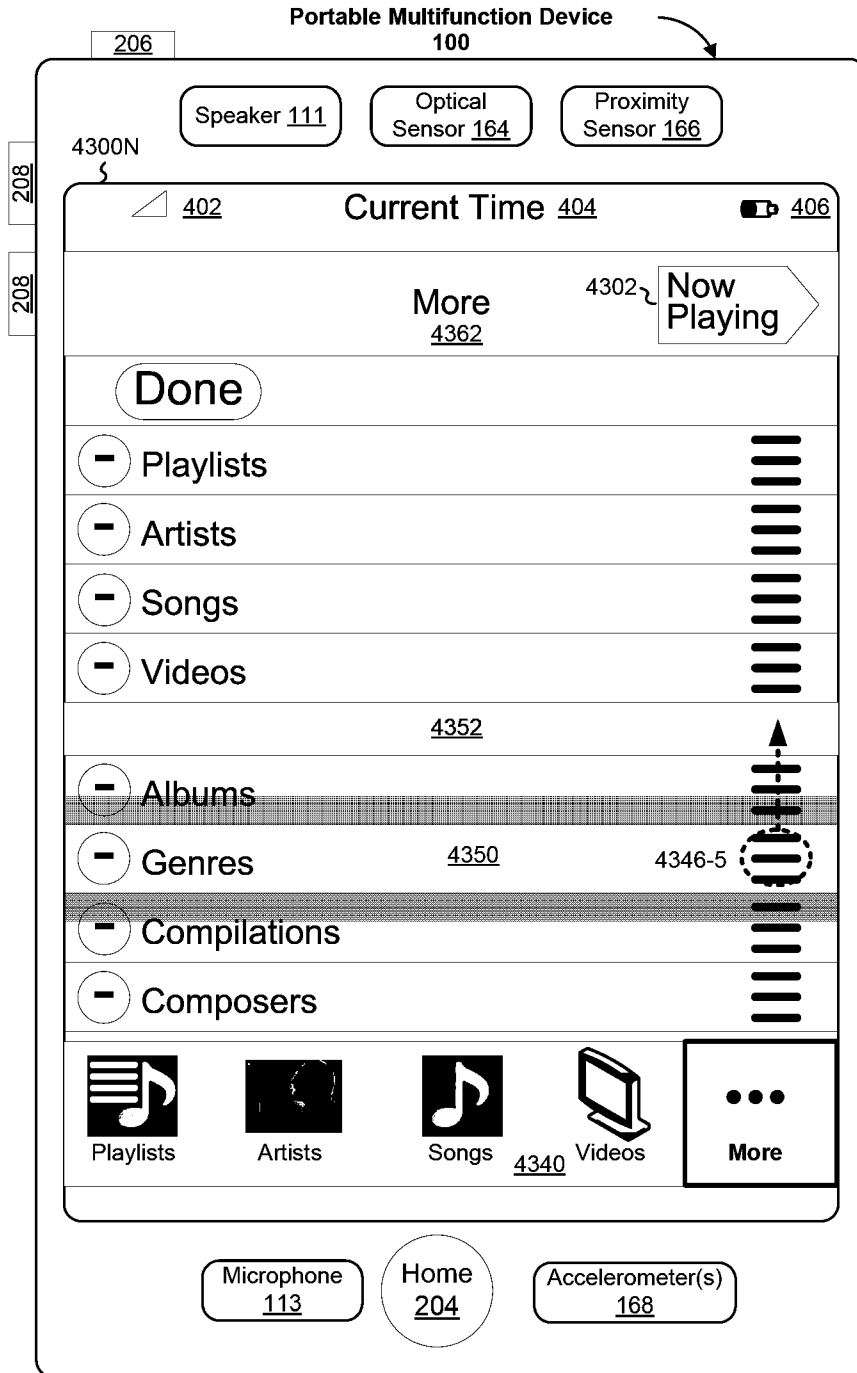 Portable Multifunction Device
100
206
Speaker 111
Optical
Sensor 164
Proximity
Sensor 166
4300N
208
208
402
Current Time 404
406
More
4362
4302
Now
Playing
Done
- Playlists
- Artists
- Songs
- Videos
4352
- Albums
- Genres
4350
4346-5
- Compilations
- Composers
Playlists
Artists
Songs
4340
Videos
More
Microphone
113
Home
204
Accelerometer(s)
168